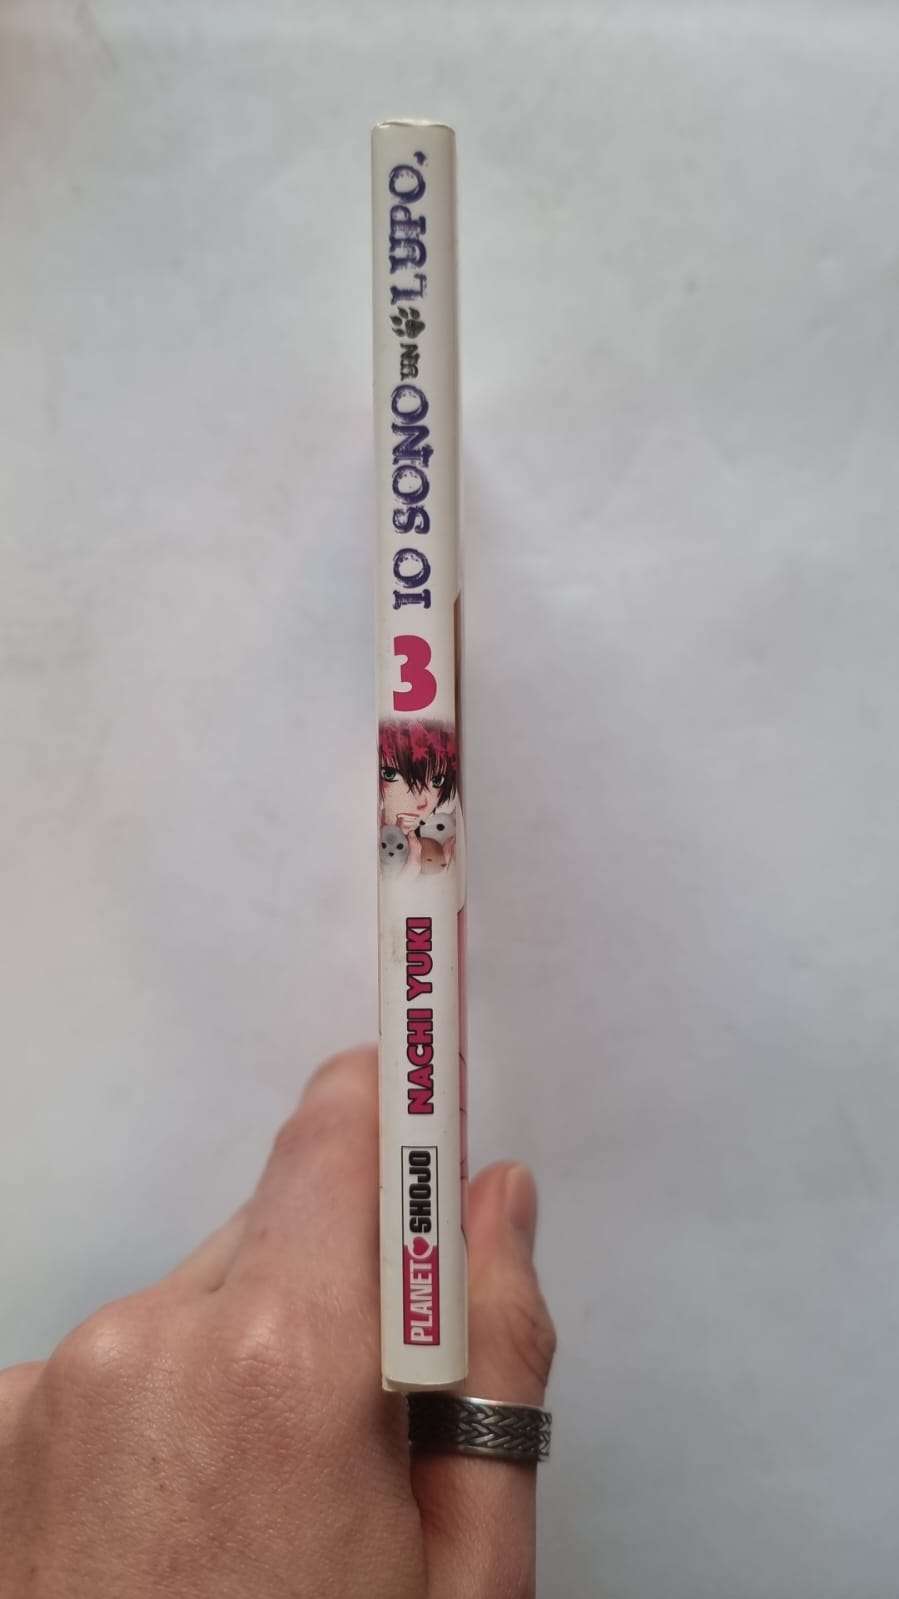 IO SONO UN LUPO.
3
NACHI YUKI
PLANET SHOJO